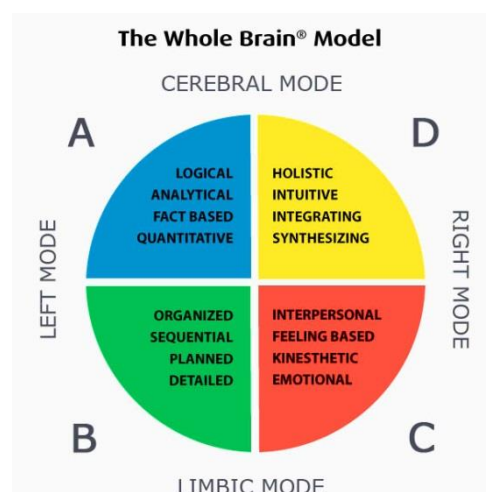 The Whole Brain® Model
CEREBRAL MODE
A
D
LEFT MODE
LOGICAL
ANALYTICAL
FACT BASED
QUANTITATIVE
HOLISTIC
INTUITIVE
INTEGRATING
SYNTHESIZING
RIGHT MODE
ORGANIZED
SEQUENTIAL
PLANNED
DETAILED
INTERPERSONAL
FEELING BASED
KINESTHETIC
EMOTIONAL
B
C
LIMBIC MODE